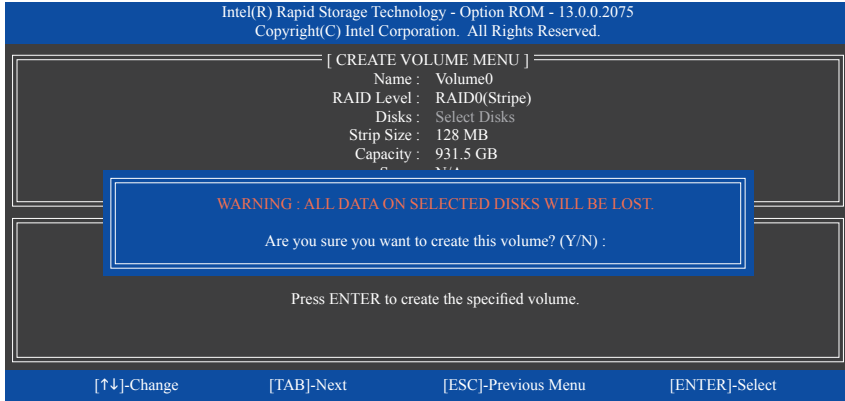 Intel(R) Rapid Storage Technology - Option ROM - 13.0.0.2075
Copyright(C) Intel Corporation. All Rights Reserved.
[ CREATE VOLUME MENU ]
Name : Volume0
RAID Level : RAID0(Stripe)
Disks : Select Disks
Strip Size : 128 MB
Capacity : 931.5 GB
WARNING : ALL DATA ON SELECTED DISKS WILL BE LOST.
Are you sure you want to create this volume? (Y/N) :
Press ENTER to create the specified volume.
[↑↓]-Change [TAB]-Next [ESC]-Previous Menu [ENTER]-Select